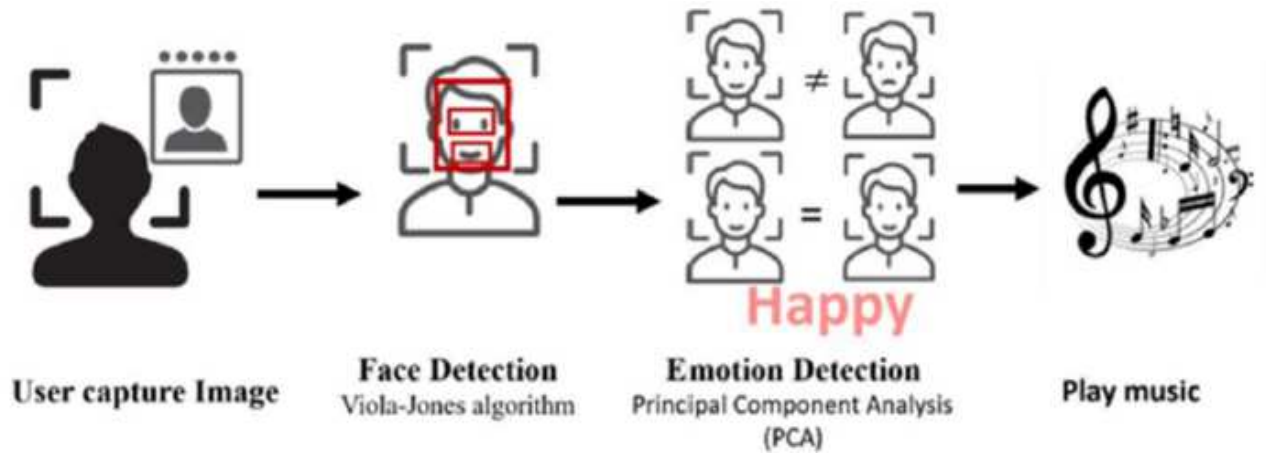 ≠
=
Happy
User capture Image
Face Detection
Viola-Jones algorithm
Emotion Detection
Principal Component Analysis
(PCA)
Play music